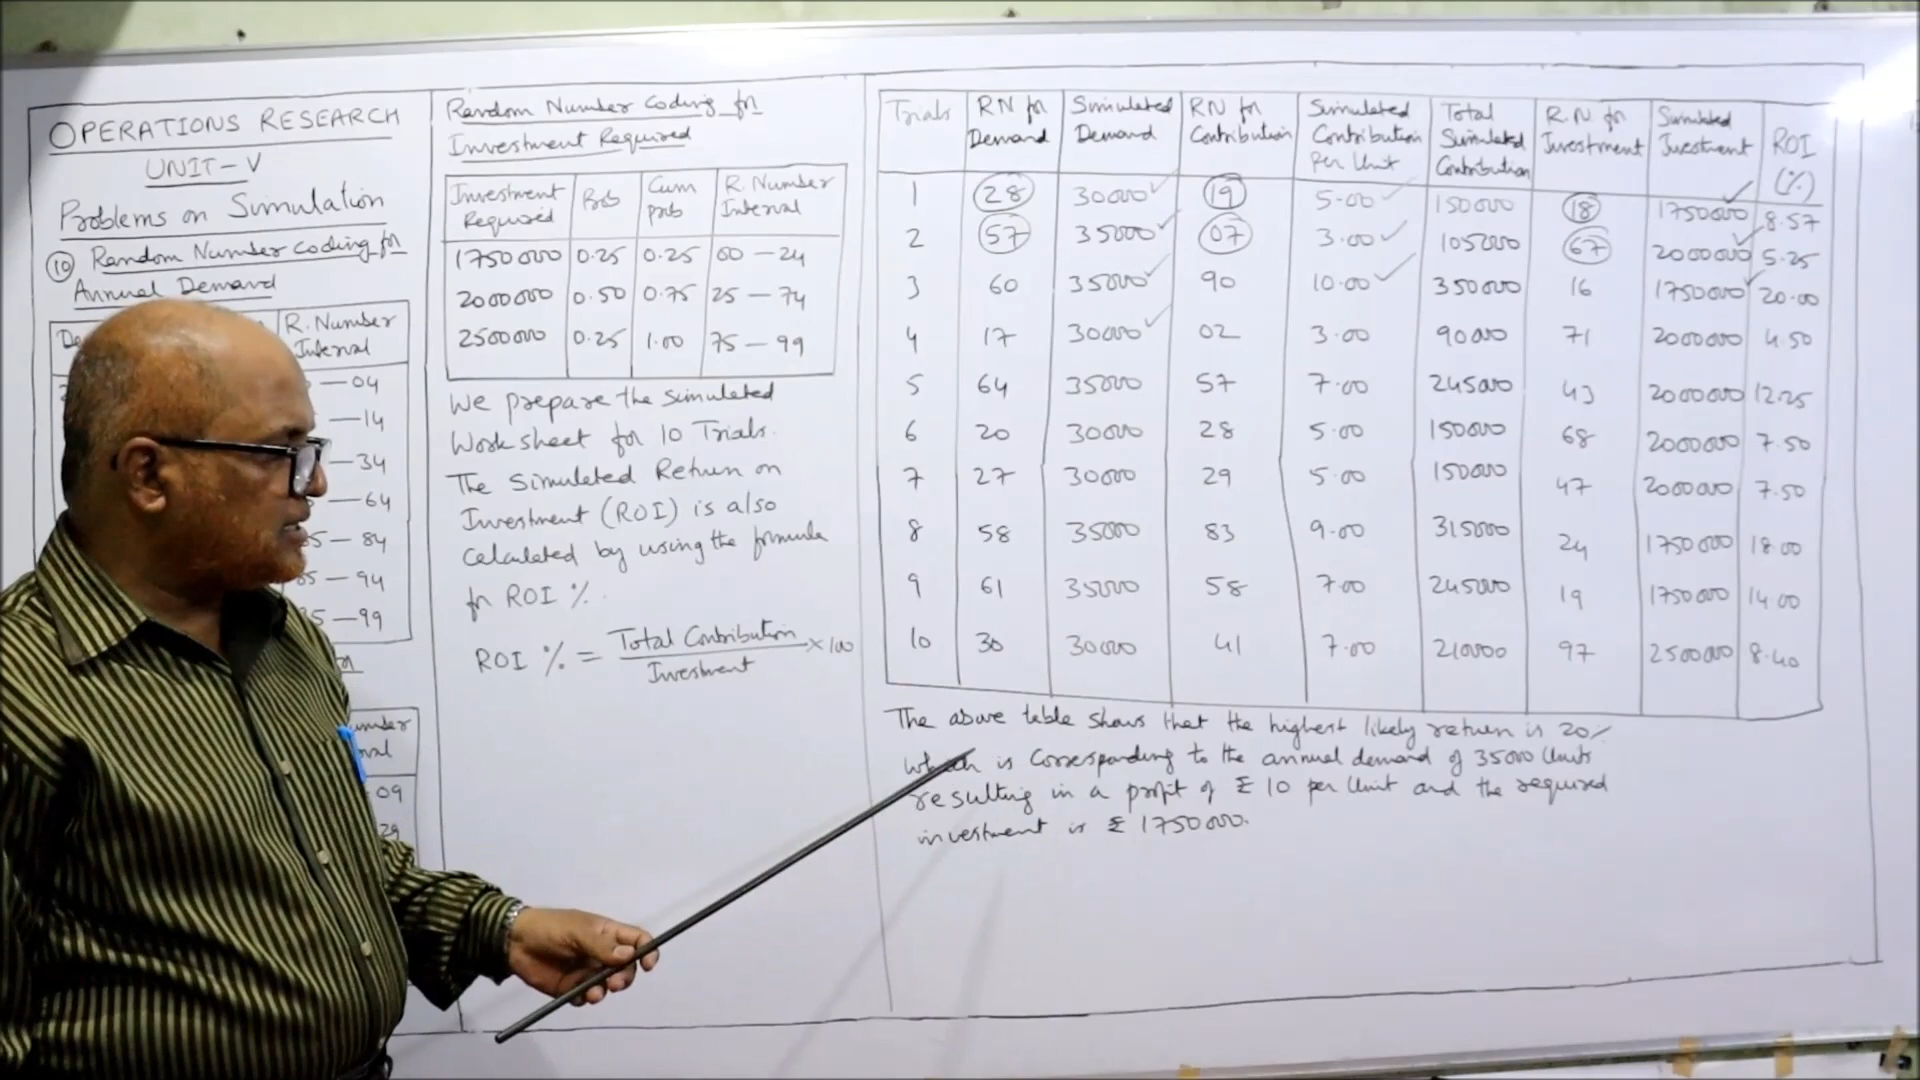 OPERATIONS RESEARCH
UNIT-V
Problems on Simulation
10 Random Number Coding for
Annual Demand
De
R. Number
Interval
— 04
— 14
— 34
— 64
5 — 84
85 — 94
95 — 99
umber
09
29
Random Number Coding for
Investment Required
Investment Required Prob Cum prob R. Number Interval
1750000 0.25 0.25 00 — 24
2000000 0.50 0.75 25 — 74
2500000 0.25 1.00 75 — 99
We prepare the simulated
Work sheet for 10 Trials.
The Simulated Return on
Investment (ROI) is also
Calculated by using the formula
for ROI %.
ROI % = Total Contribution / Investment × 100
Trials RN for Demand Simulated Demand RN for Contribution Simulated Contribution Per Unit Total Simulated Contribution R.N for Investment Simulated Investment ROI (%)
1 28 30000 19 5.00 150000 18 1750000 8.57
2 57 35000 07 3.00 105000 67 2000000 5.25
3 60 35000 90 10.00 350000 16 1750000 20.00
4 17 30000 02 3.00 90000 71 2000000 4.50
5 64 35000 57 7.00 245000 43 2000000 12.25
6 20 30000 28 5.00 150000 68 2000000 7.50
7 27 30000 29 5.00 150000 47 2000000 7.50
8 58 35000 83 9.00 315000 24 1750000 18.00
9 61 35000 58 7.00 245000 19 1750000 14.00
10 30 30000 41 7.00 210000 97 2500000 8.40
The above table shows that the highest likely return is 20%
which is corresponding to the annual demand of 35000 Units
resulting in a profit of ₹ 10 per Unit and the required
investment is ₹ 1750000.